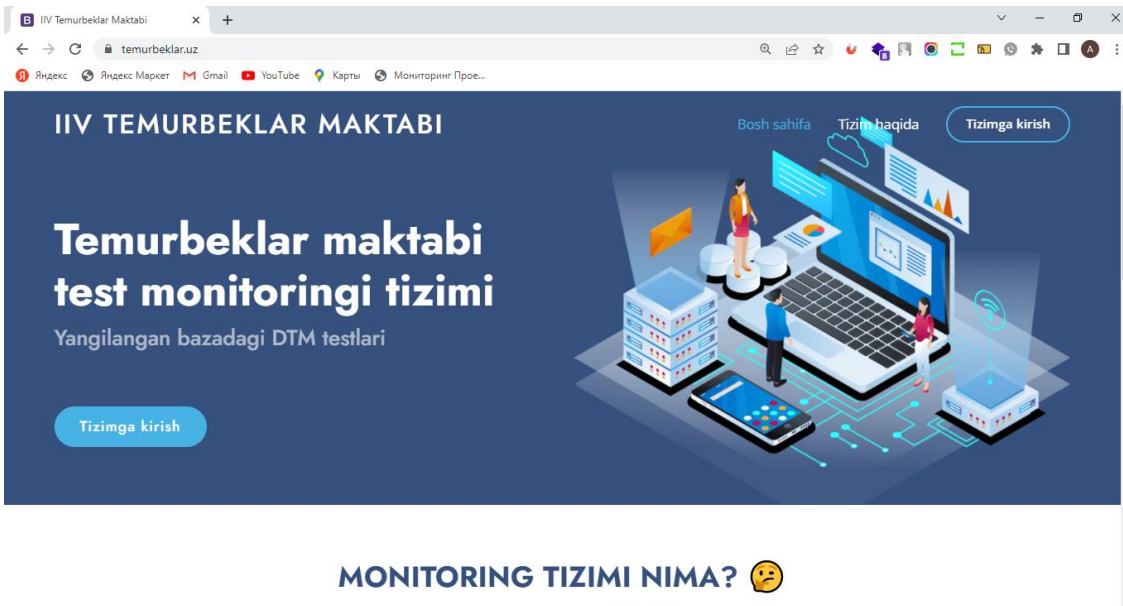 IIV Temurbeklar Maktabi
temurbeklar.uz
A
Яндекс Яндекс Маркет Gmail YouTube Карты Мониторинг Прое...
IIV TEMURBEKLAR MAKTABI
Bosh sahifa Tizim haqida Tizimga kirish
Temurbeklar maktabi
test monitoringi tizimi
Yangilangan bazadagi DTM testlari
Tizimga kirish
MONITORING TIZIMI NIMA? 🤔